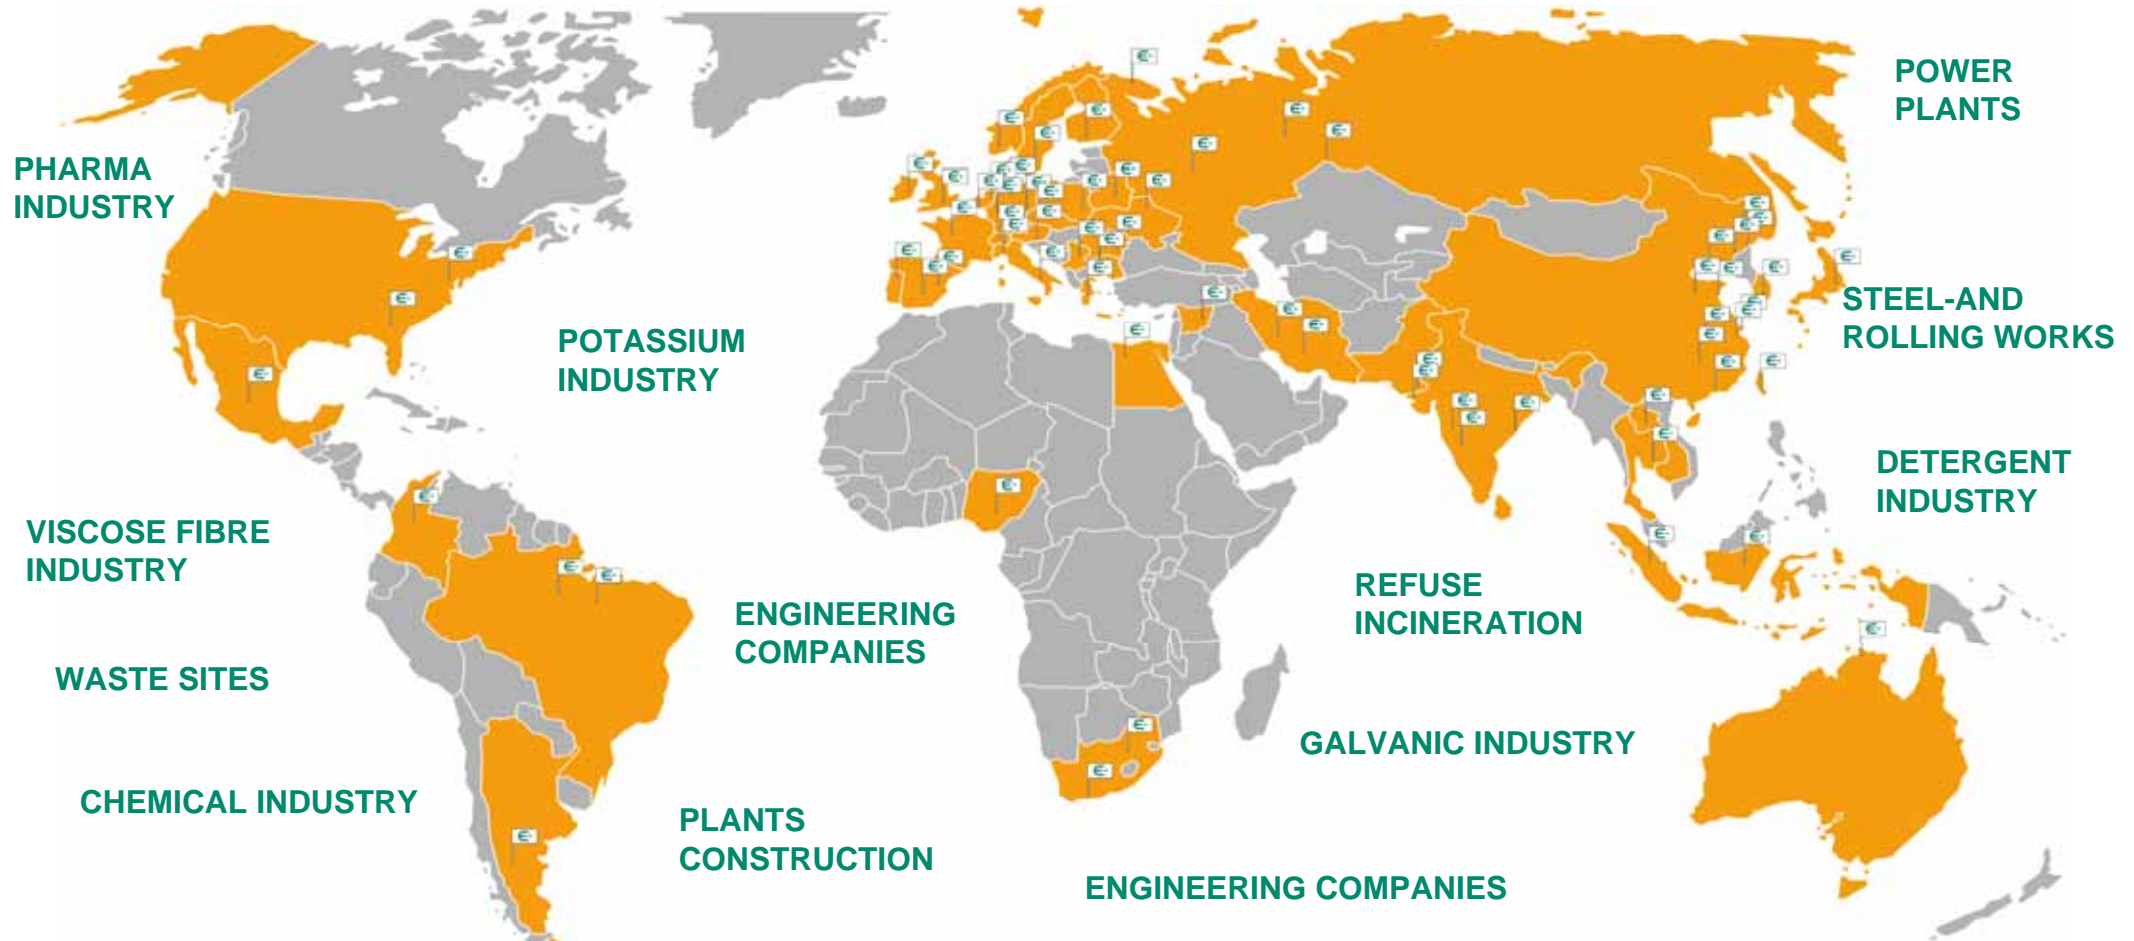 POWER
PLANTS
PHARMA
INDUSTRY
STEEL-AND
ROLLING WORKS
POTASSIUM
INDUSTRY
DETERGENT
INDUSTRY
VISCOSE FIBRE
INDUSTRY
REFUSE
INCINERATION
ENGINEERING
COMPANIES
WASTE SITES
GALVANIC INDUSTRY
CHEMICAL INDUSTRY
PLANTS
CONSTRUCTION
ENGINEERING COMPANIES